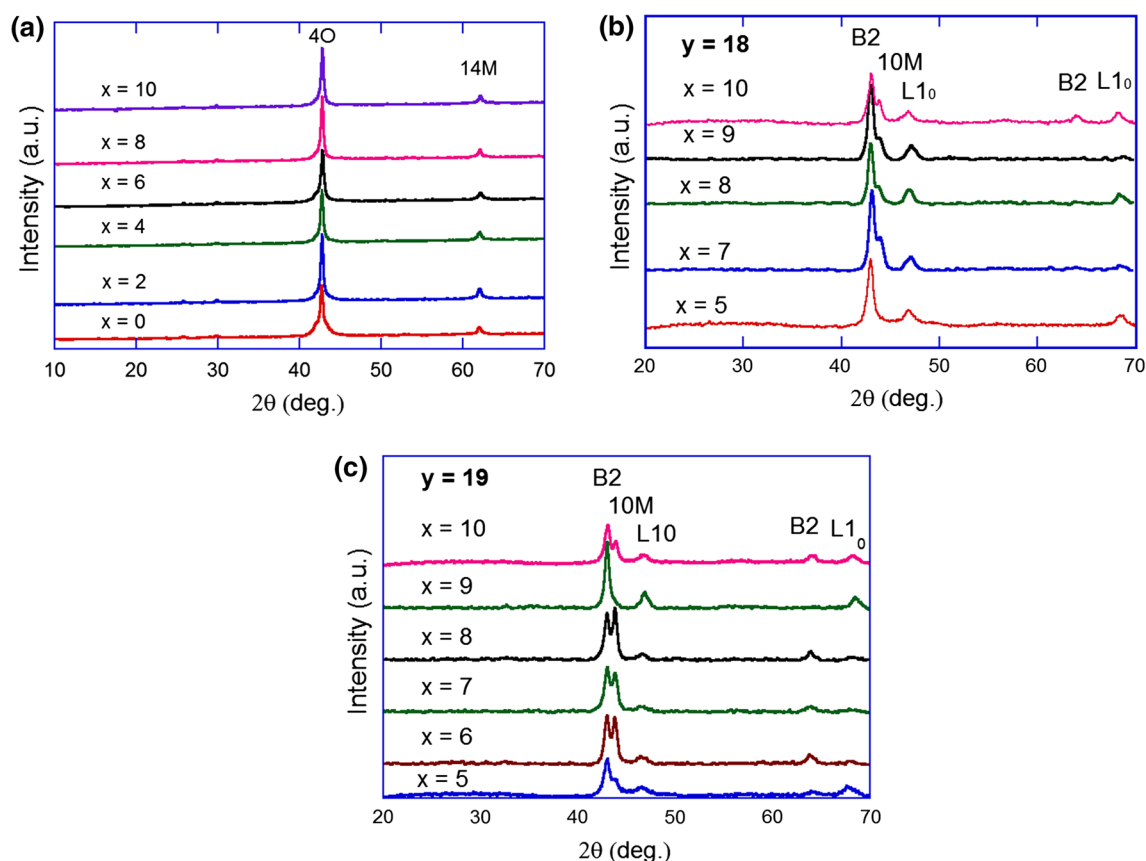 (a)
4O
14M
x = 10
x = 8
x = 6
x = 4
x = 2
x = 0
Intensity (a.u.)
10 20 30 40 50 60 70
2θ (deg.)
(b)
y = 18
B2
10M
L1₀
B2 L1₀
x = 10
x = 9
x = 8
x = 7
x = 5
Intensity (a.u.)
20 30 40 50 60 70
2θ (deg.)
(c)
y = 19
B2
10M
L10
B2 L1₀
x = 10
x = 9
x = 8
x = 7
x = 6
x = 5
Intensity (a.u.)
20 30 40 50 60 70
2θ (deg.)